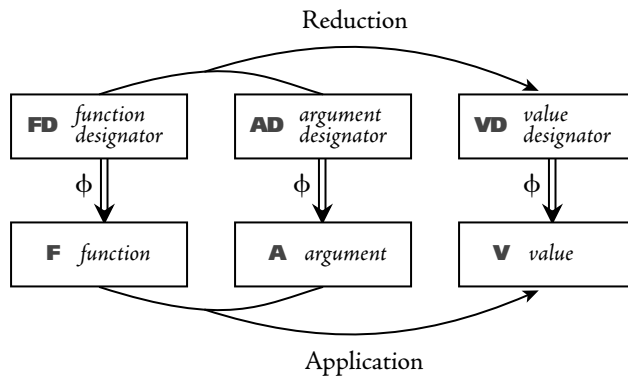 Reduction
FD function designator
AD argument designator
VD value designator
ϕ
ϕ
ϕ
F function
A argument
V value
Application